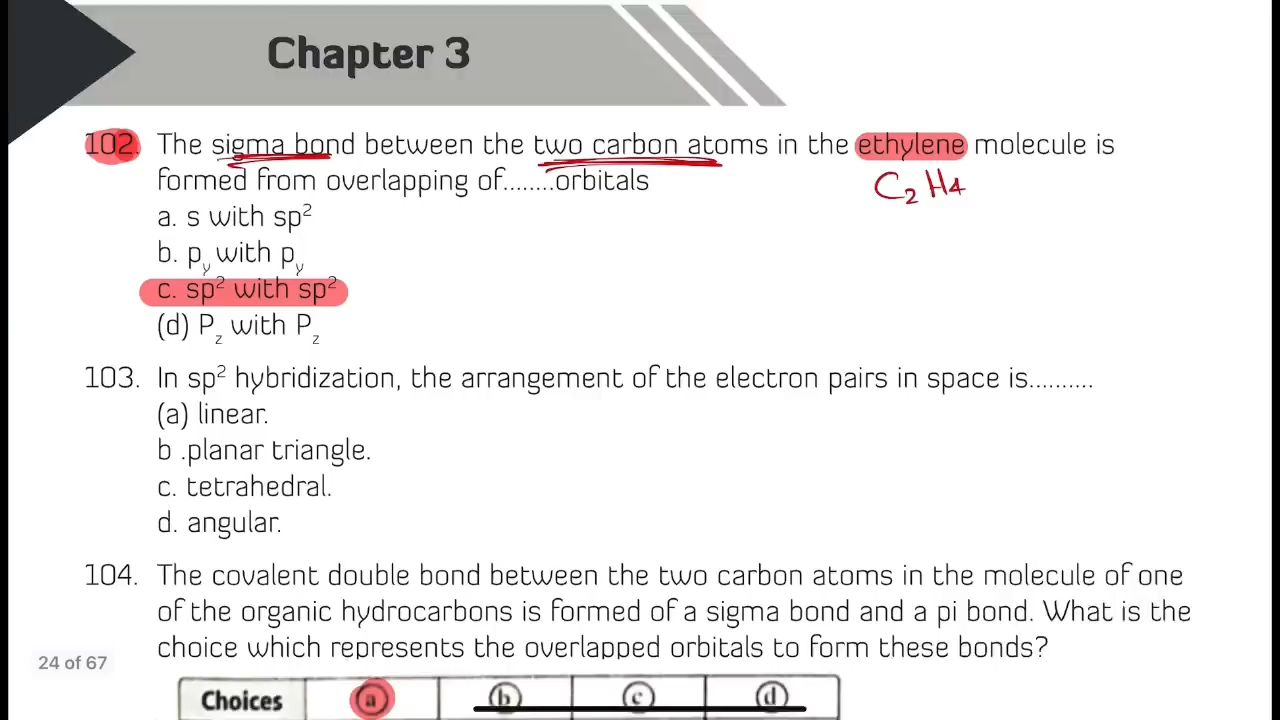 Chapter 3
102. The sigma bond between the two carbon atoms in the ethylene molecule is
formed from overlapping of........orbitals
C₂H₄
a. s with sp²
b. pᵧ with pᵧ
c. sp² with sp²
(d) P_z with P_z
103. In sp² hybridization, the arrangement of the electron pairs in space is..........
(a) linear.
b .planar triangle.
c. tetrahedral.
d. angular.
104. The covalent double bond between the two carbon atoms in the molecule of one
of the organic hydrocarbons is formed of a sigma bond and a pi bond. What is the
choice which represents the overlapped orbitals to form these bonds?
24 of 67
Choices a b c d